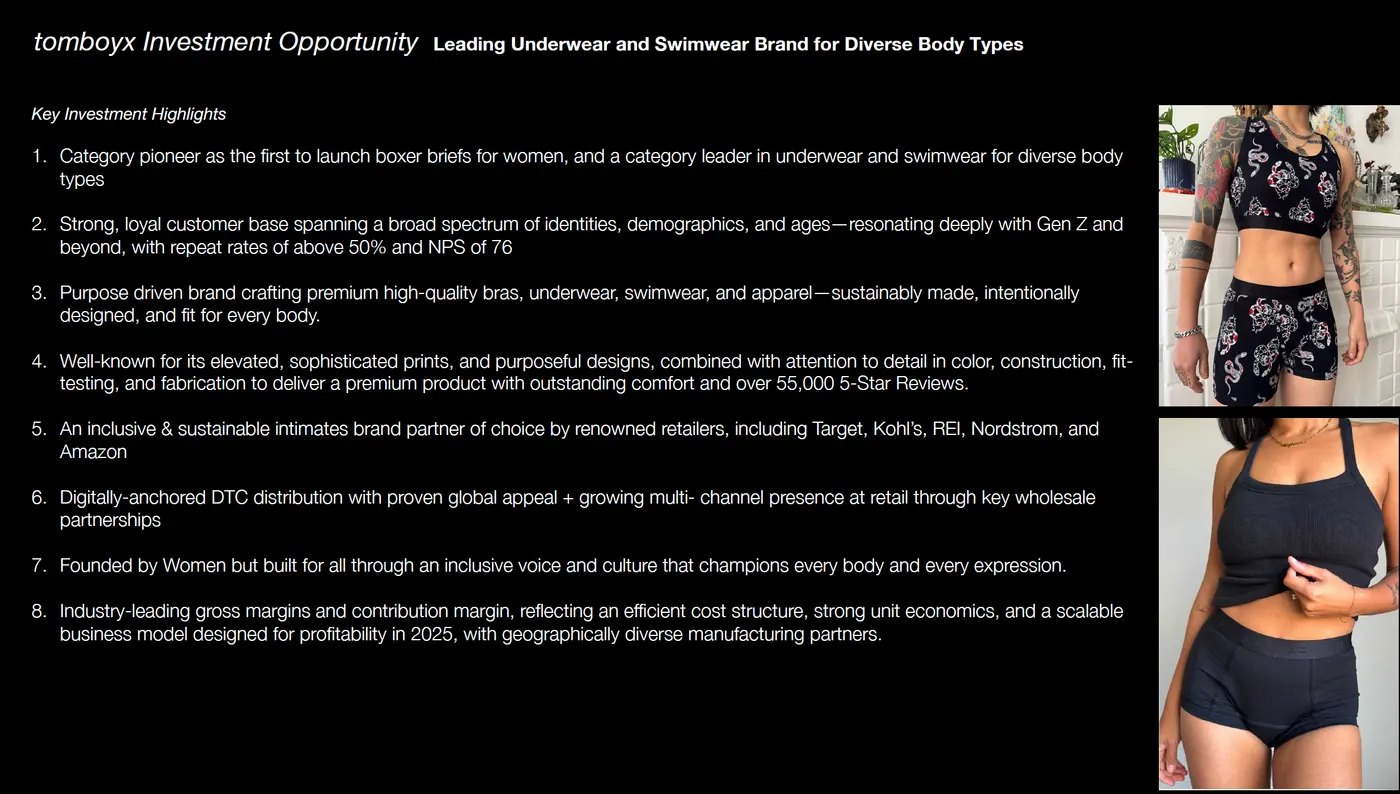 tomboyx Investment Opportunity Leading Underwear and Swimwear Brand for Diverse Body Types
Key Investment Highlights
1. Category pioneer as the first to launch boxer briefs for women, and a category leader in underwear and swimwear for diverse body
types
2. Strong, loyal customer base spanning a broad spectrum of identities, demographics, and ages—resonating deeply with Gen Z and
beyond, with repeat rates of above 50% and NPS of 76
3. Purpose driven brand crafting premium high-quality bras, underwear, swimwear, and apparel—sustainably made, intentionally
designed, and fit for every body.
4. Well-known for its elevated, sophisticated prints, and purposeful designs, combined with attention to detail in color, construction, fit-
testing, and fabrication to deliver a premium product with outstanding comfort and over 55,000 5-Star Reviews.
5. An inclusive & sustainable intimates brand partner of choice by renowned retailers, including Target, Kohl’s, REI, Nordstrom, and
Amazon
6. Digitally-anchored DTC distribution with proven global appeal + growing multi- channel presence at retail through key wholesale
partnerships
7. Founded by Women but built for all through an inclusive voice and culture that champions every body and every expression.
8. Industry-leading gross margins and contribution margin, reflecting an efficient cost structure, strong unit economics, and a scalable
business model designed for profitability in 2025, with geographically diverse manufacturing partners.